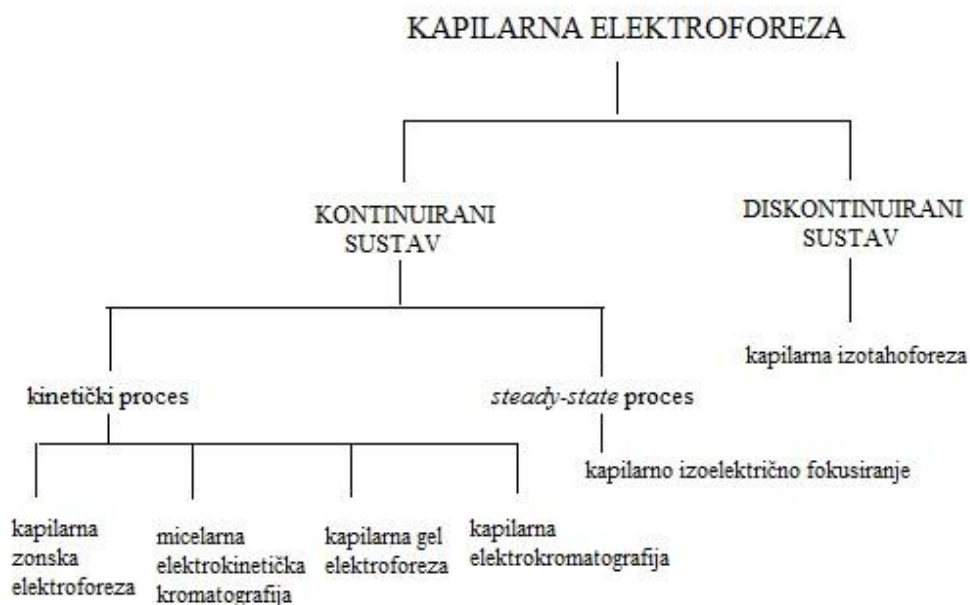 KAPILARNA ELEKTROFOREZA
KONTINUIRANI
SUSTAV
DISKONTINUIRANI
SUSTAV
kapilarna izotahoforeza
kinetički proces
steady-state proces
kapilarno izoelektrično fokusiranje
kapilarna
zonska
elektroforeza
micelarna
elektrokinetička
kromatografija
kapilarna gel
elektroforeza
kapilarna
elektrokromatografija